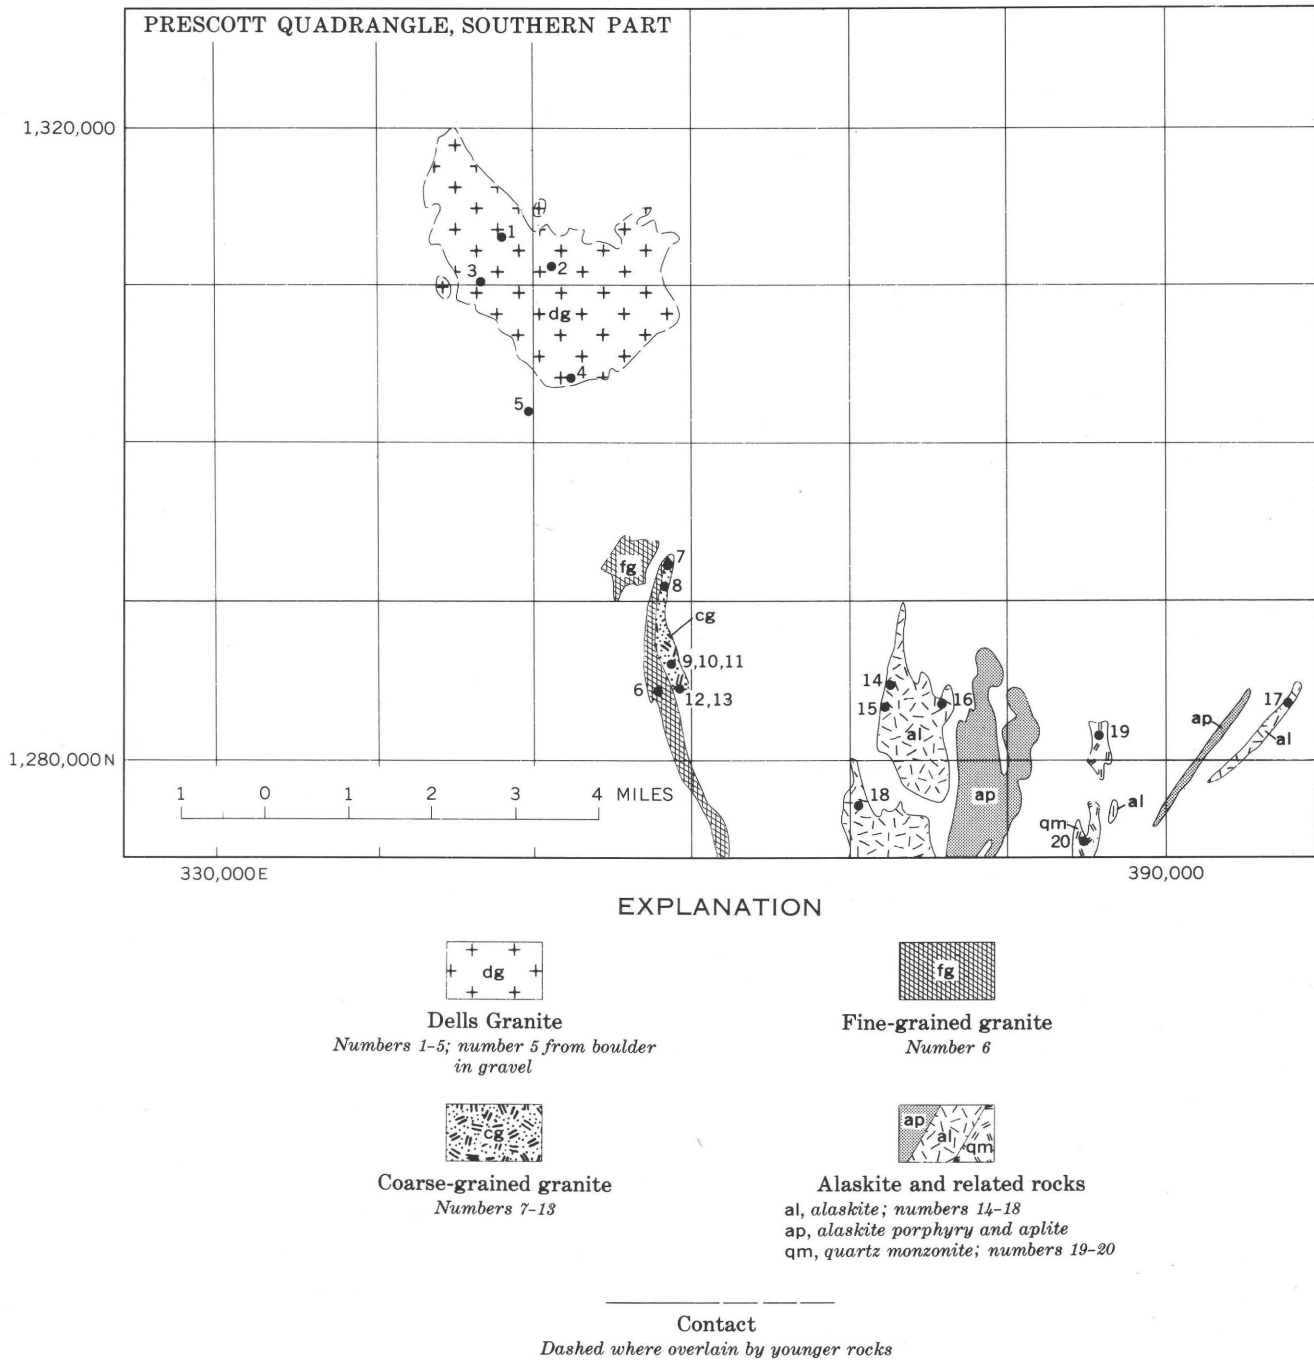 PRESCOTT QUADRANGLE, SOUTHERN PART
1,320,000
1
2
3
dg
4
5
7
fg
8
cg
9,10,11
6
12,13
14
15
16
17
ap
al
al
19
1,280,000 N
1 0 1 2 3 4 MILES
18
ap
al
qm
20
330,000 E
390,000
EXPLANATION
dg
Dells Granite
Numbers 1-5; number 5 from boulder
in gravel
fg
Fine-grained granite
Number 6
cg
Coarse-grained granite
Numbers 7-13
ap
al
qm
Alaskite and related rocks
al, alaskite; numbers 14-18
ap, alaskite porphyry and aplite
qm, quartz monzonite; numbers 19-20
Contact
Dashed where overlain by younger rocks